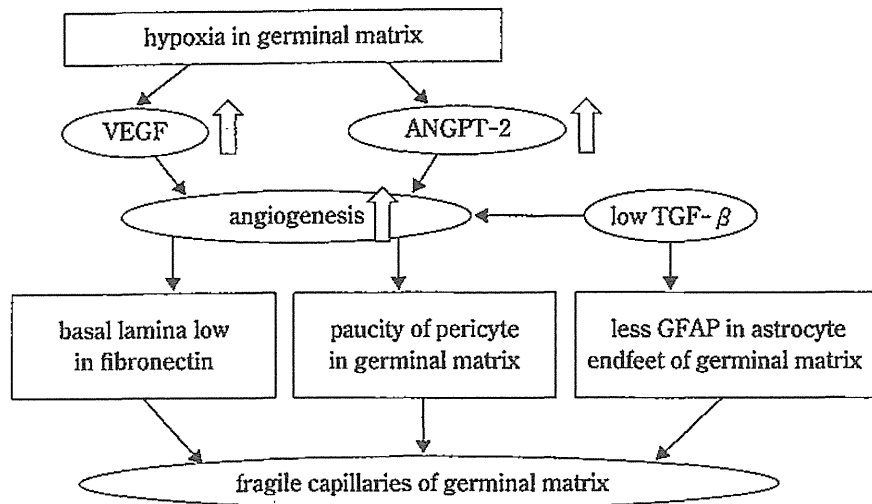 hypoxia in germinal matrix
VEGF
ANGPT-2
angiogenesis
low TGF-β
basal lamina low
in fibronectin
paucity of pericyte
in germinal matrix
less GFAP in astrocyte
endfeet of germinal matrix
fragile capillaries of germinal matrix